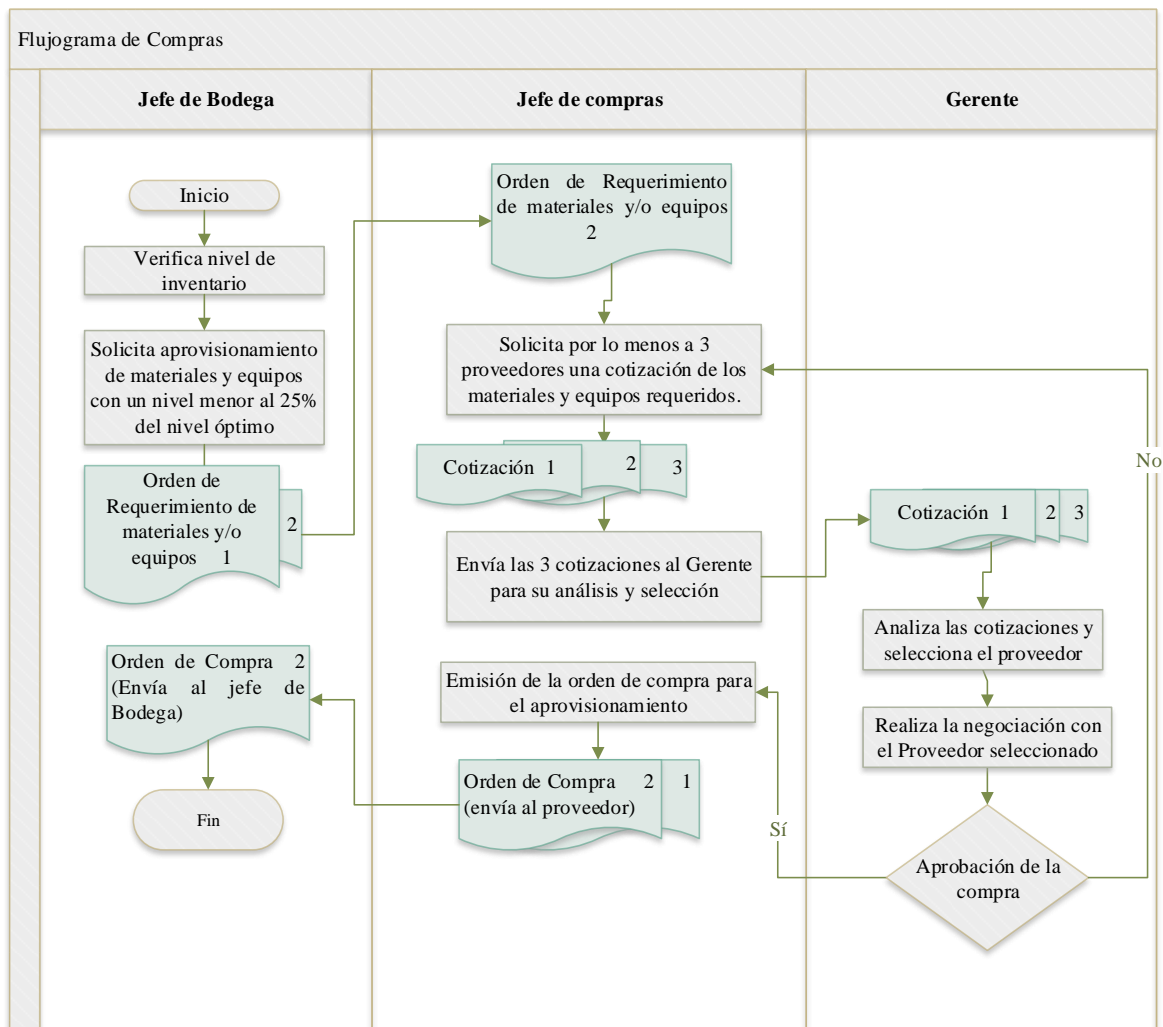 Flujograma de Compras
Jefe de Bodega
Jefe de compras
Gerente
Inicio
Verifica nivel de
inventario
Solicita aprovisionamiento
de materiales y equipos
con un nivel menor al 25%
del nivel óptimo
Orden de
Requerimiento de
materiales y/o
equipos 1
2
Orden de Compra 2
(Envía al jefe de
Bodega)
Fin
Orden de Requerimiento
de materiales y/o equipos
2
Solicita por lo menos a 3
proveedores una cotización de los
materiales y equipos requeridos.
Cotización 1
2
3
Envía las 3 cotizaciones al Gerente
para su análisis y selección
Emisión de la orden de compra para
el aprovisionamiento
Orden de Compra 2
(envía al proveedor)
1
Cotización 1
2
3
Analiza las cotizaciones y
selecciona el proveedor
Realiza la negociación con
el Proveedor seleccionado
Aprobación de la
compra
Sí
No